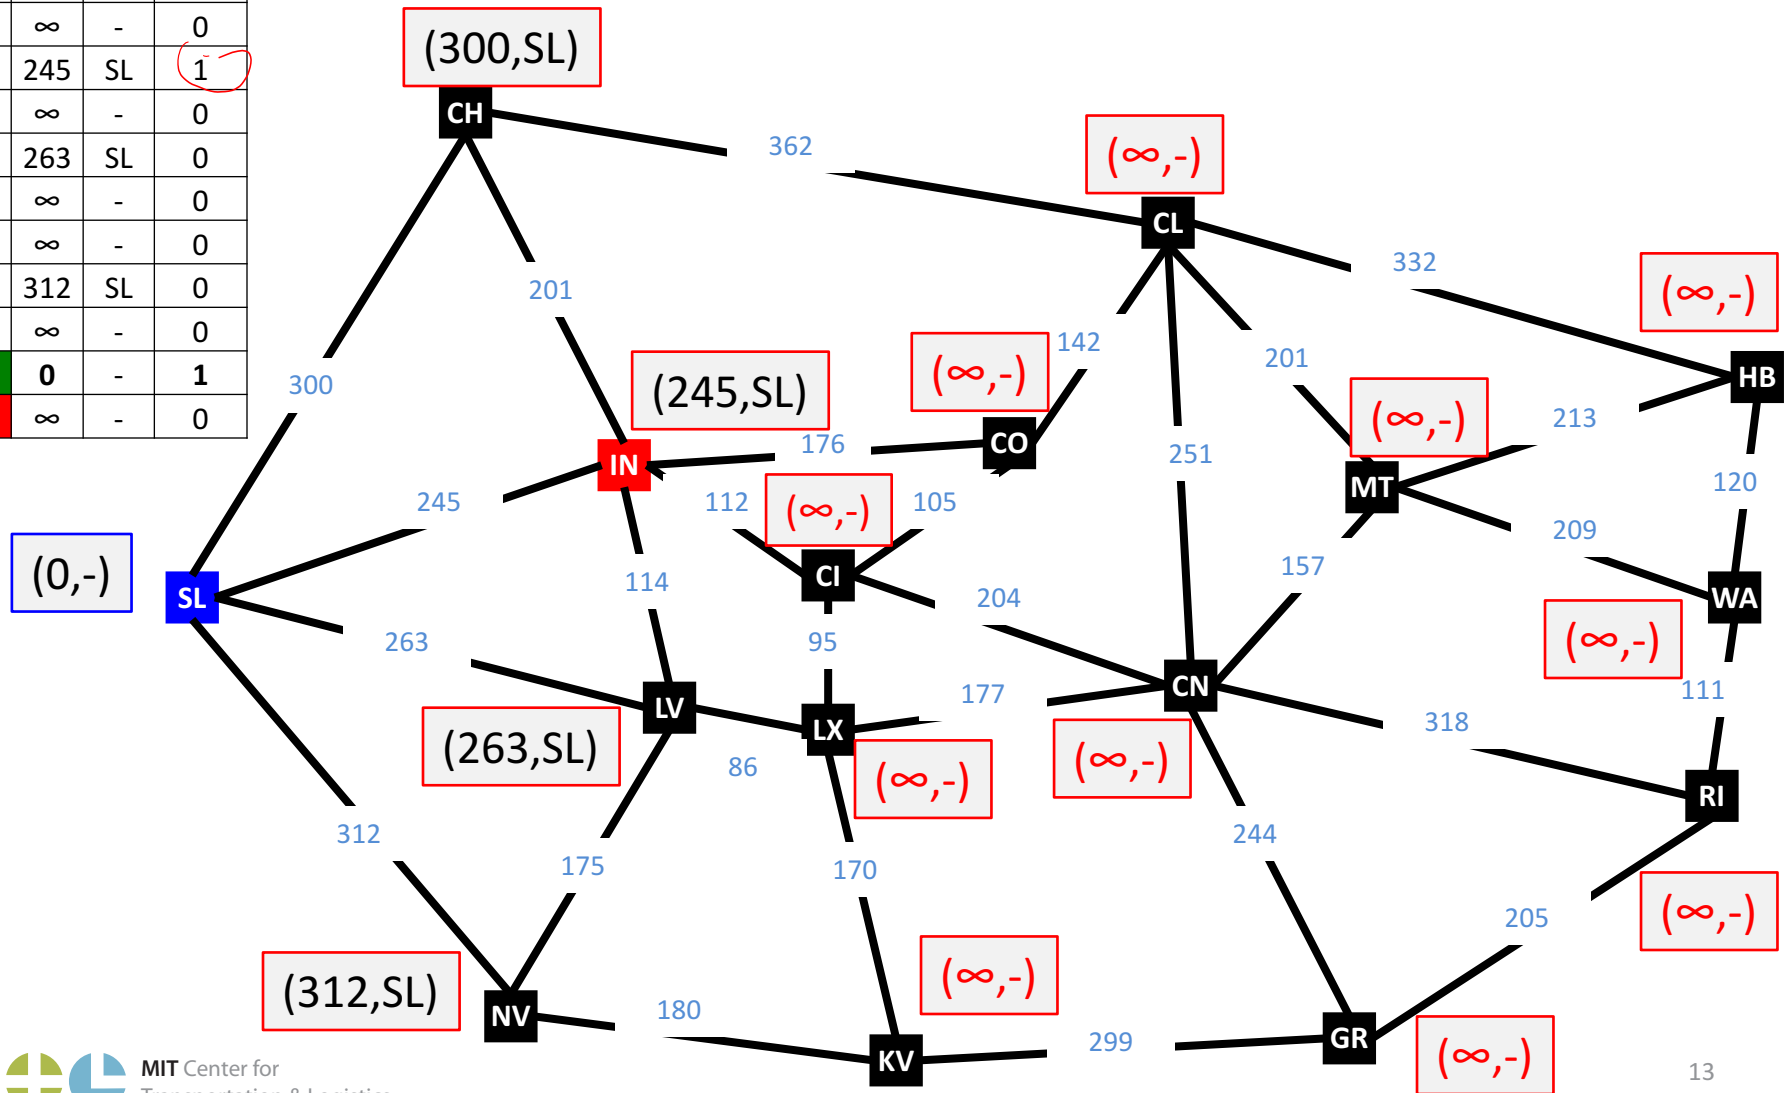 ∞ - 0
245 SL 1
∞ - 0
263 SL 0
∞ - 0
∞ - 0
312 SL 0
∞ - 0
0 - 1
∞ - 0
(300,SL)
CH
362
(∞,-)
CL
332
(∞,-)
HB
201
142
201
300
(245,SL)
(∞,-)
(∞,-)
213
IN
176
CO
251
MT
120
245
112
(∞,-)
105
209
(0,-)
SL
114
CI
204
157
WA
(∞,-)
263
95
177
CN
111
LV
LX
318
(263,SL)
86
(∞,-)
(∞,-)
RI
312
175
170
244
(∞,-)
205
(312,SL)
NV
180
(∞,-)
KV
299
GR
(∞,-)
MIT Center for
Transportation & Logistics
13